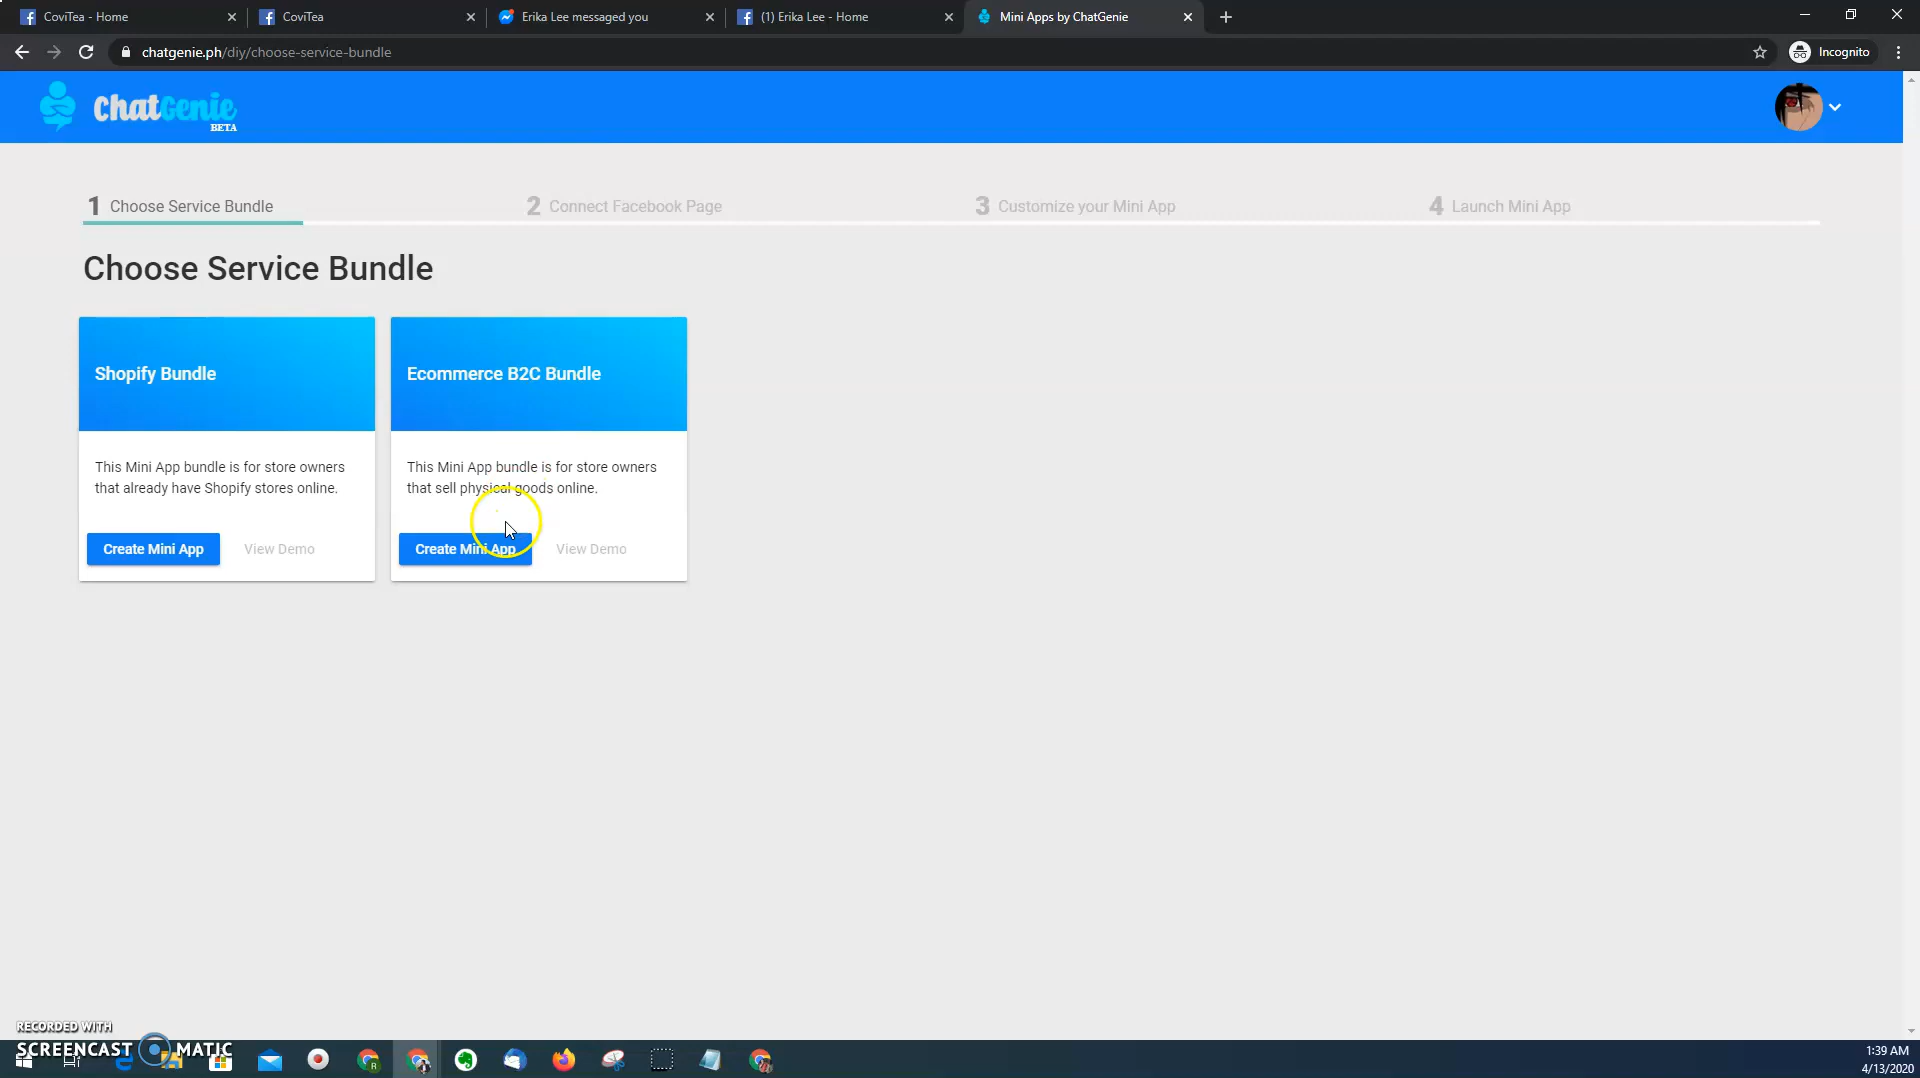 CoviTea - Home
CoviTea
Erika Lee messaged you
(1) Erika Lee - Home
Mini Apps by ChatGenie
chatgenie.ph/diy/choose-service-bundle
Incognito
ChatGenie
BETA
1 Choose Service Bundle
2 Connect Facebook Page
3 Customize your Mini App
4 Launch Mini App
Choose Service Bundle
Shopify Bundle
This Mini App bundle is for store owners
that already have Shopify stores online.
Create Mini App
View Demo
Ecommerce B2C Bundle
This Mini App bundle is for store owners
that sell physical goods online.
Create Mini App
View Demo
RECORDED WITH
SCREENCAST MATIC
1:39 AM
4/13/2020